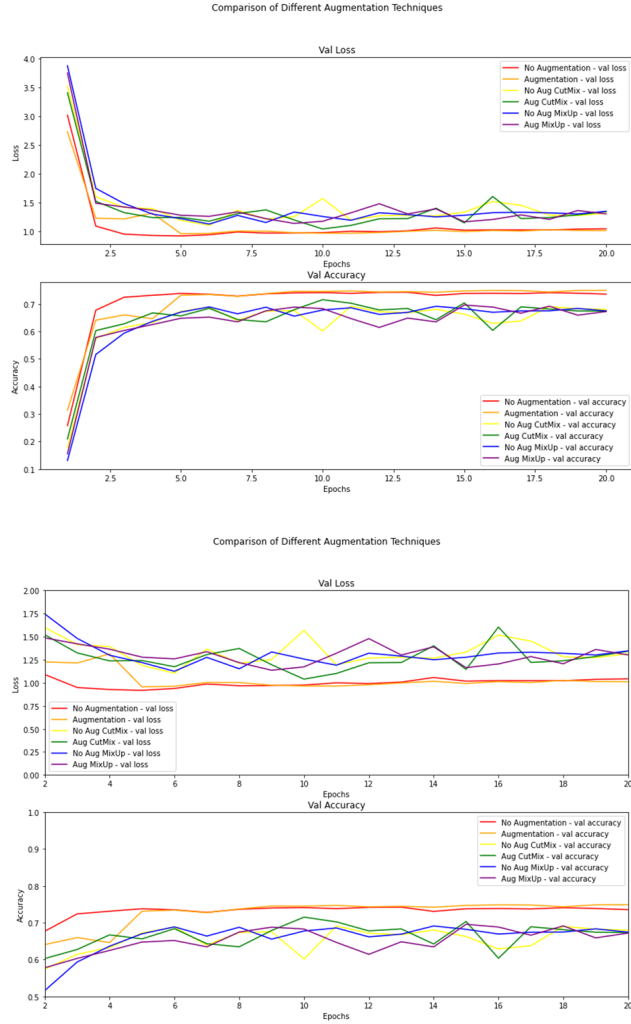 Comparison of Different Augmentation Techniques
Val Loss
4.0
3.5
3.0
2.5
2.0
1.5
1.0
Loss
No Augmentation - val loss
Augmentation - val loss
No Aug CutMix - val loss
Aug CutMix - val loss
No Aug MixUp - val loss
Aug MixUp - val loss
2.5 5.0 7.5 10.0 12.5 15.0 17.5 20.0
Epochs
Val Accuracy
0.7
0.6
0.5
0.4
0.3
0.2
0.1
Accuracy
No Augmentation - val accuracy
Augmentation - val accuracy
No Aug CutMix - val accuracy
Aug CutMix - val accuracy
No Aug MixUp - val accuracy
Aug MixUp - val accuracy
2.5 5.0 7.5 10.0 12.5 15.0 17.5 20.0
Epochs
Comparison of Different Augmentation Techniques
Val Loss
2.00
1.75
1.50
1.25
1.00
0.75
0.50
0.25
0.00
Loss
No Augmentation - val loss
Augmentation - val loss
No Aug CutMix - val loss
Aug CutMix - val loss
No Aug MixUp - val loss
Aug MixUp - val loss
2 4 6 8 10 12 14 16 18 20
Epochs
Val Accuracy
1.0
0.9
0.8
0.7
0.6
0.5
Accuracy
No Augmentation - val accuracy
Augmentation - val accuracy
No Aug CutMix - val accuracy
Aug CutMix - val accuracy
No Aug MixUp - val accuracy
Aug MixUp - val accuracy
2 4 6 8 10 12 14 16 18 20
Epochs